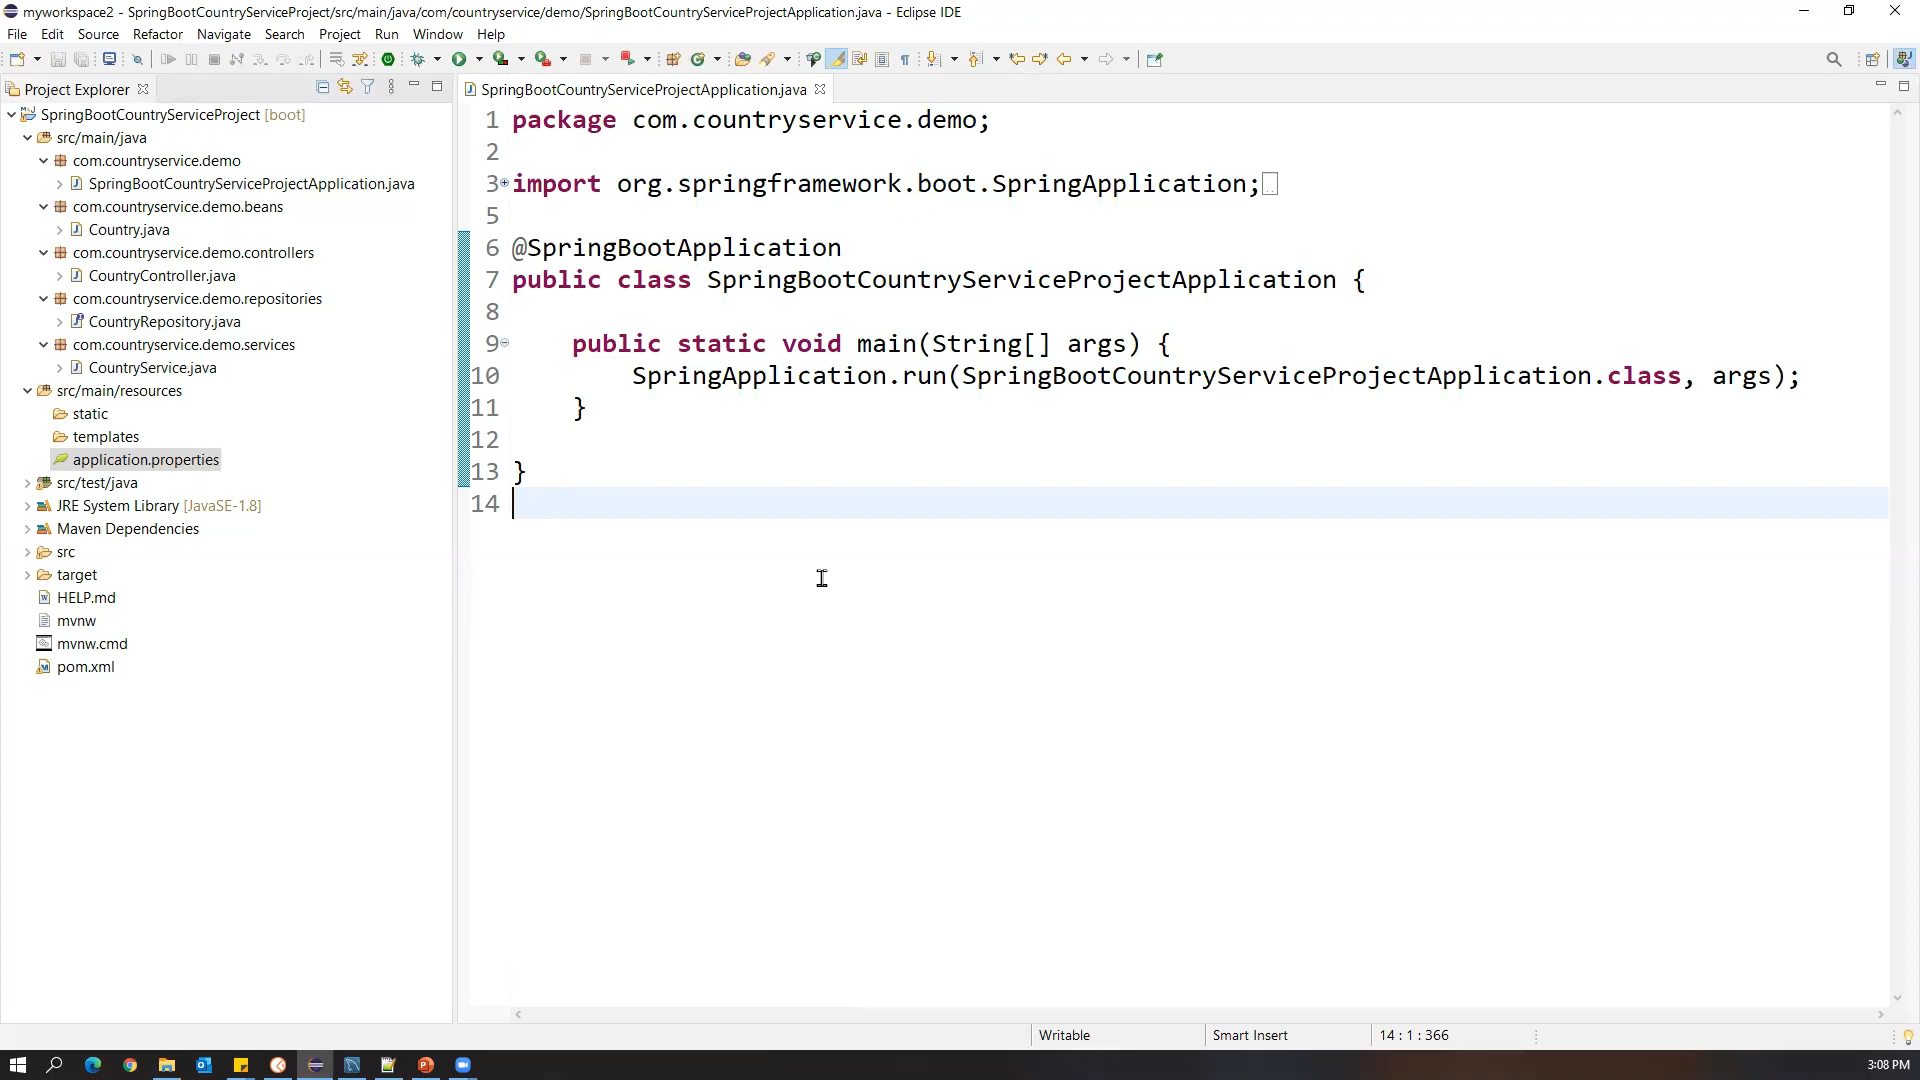 myworkspace2 - SpringBootCountryServiceProject/src/main/java/com/countryservice/demo/SpringBootCountryServiceProjectApplication.java - Eclipse IDE
File Edit Source Refactor Navigate Search Project Run Window Help
Project Explorer
SpringBootCountryServiceProject [boot]
src/main/java
com.countryservice.demo
SpringBootCountryServiceProjectApplication.java
com.countryservice.demo.beans
Country.java
com.countryservice.demo.controllers
CountryController.java
com.countryservice.demo.repositories
CountryRepository.java
com.countryservice.demo.services
CountryService.java
src/main/resources
static
templates
application.properties
src/test/java
JRE System Library [JavaSE-1.8]
Maven Dependencies
src
target
HELP.md
mvnw
mvnw.cmd
pom.xml
SpringBootCountryServiceProjectApplication.java
1 package com.countryservice.demo;
2
3 import org.springframework.boot.SpringApplication;
5
6 @SpringBootApplication
7 public class SpringBootCountryServiceProjectApplication {
8
9 public static void main(String[] args) {
10 SpringApplication.run(SpringBootCountryServiceProjectApplication.class, args);
11 }
12
13 }
14
Writable Smart Insert 14 : 1 : 366
3:08 PM